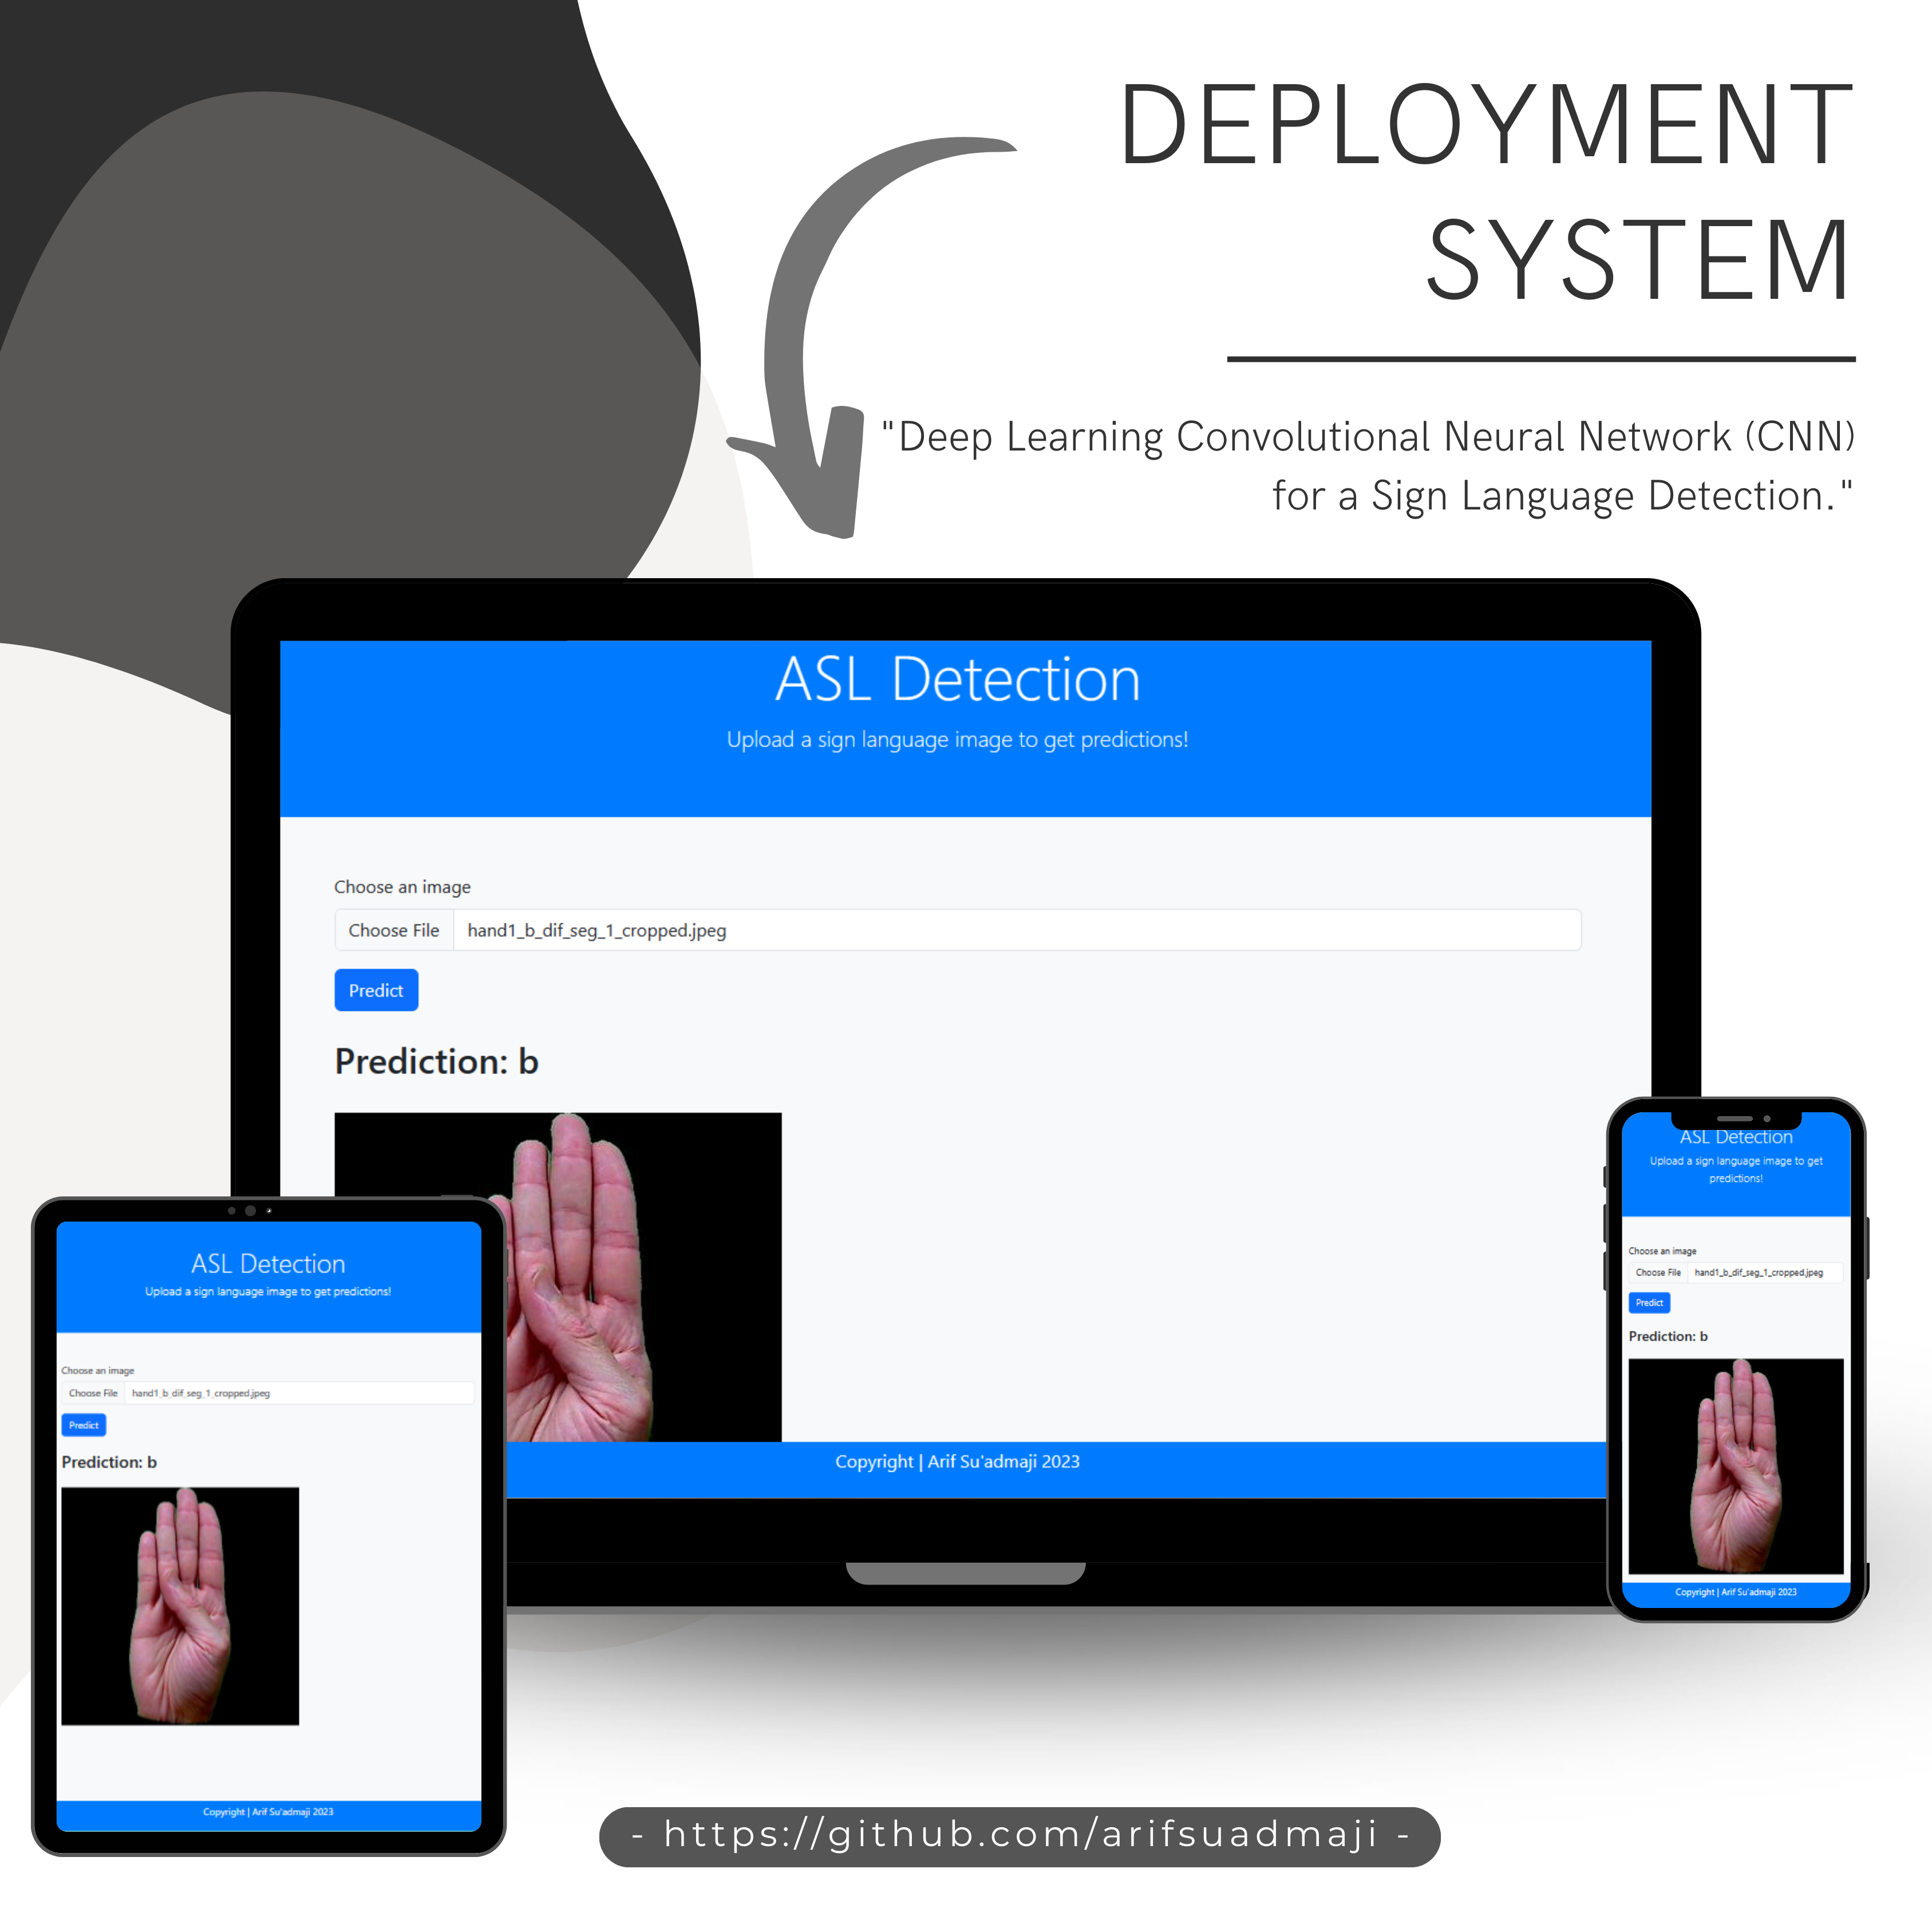 DEPLOYMENT
SYSTEM
"Deep Learning Convolutional Neural Network (CNN)
for a Sign Language Detection."
ASL Detection
Upload a sign language image to get predictions!
Choose an image
Choose File hand1_b_dif_seg_1_cropped.jpeg
Predict
Prediction: b
Copyright | Arif Su'admaji 2023
ASL Detection
Upload a sign language image to get predictions!
Choose an image
Choose File hand1_b_dif_seg_1_cropped.jpeg
Predict
Prediction: b
Copyright | Arif Su'admaji 2023
ASL Detection
Upload a sign language image to get
predictions!
Choose an image
Choose File hand1_b_dif_seg_1_cropped.jpeg
Predict
Prediction: b
Copyright | Arif Su'admaji 2023
- https://github.com/arifsuadmaji -